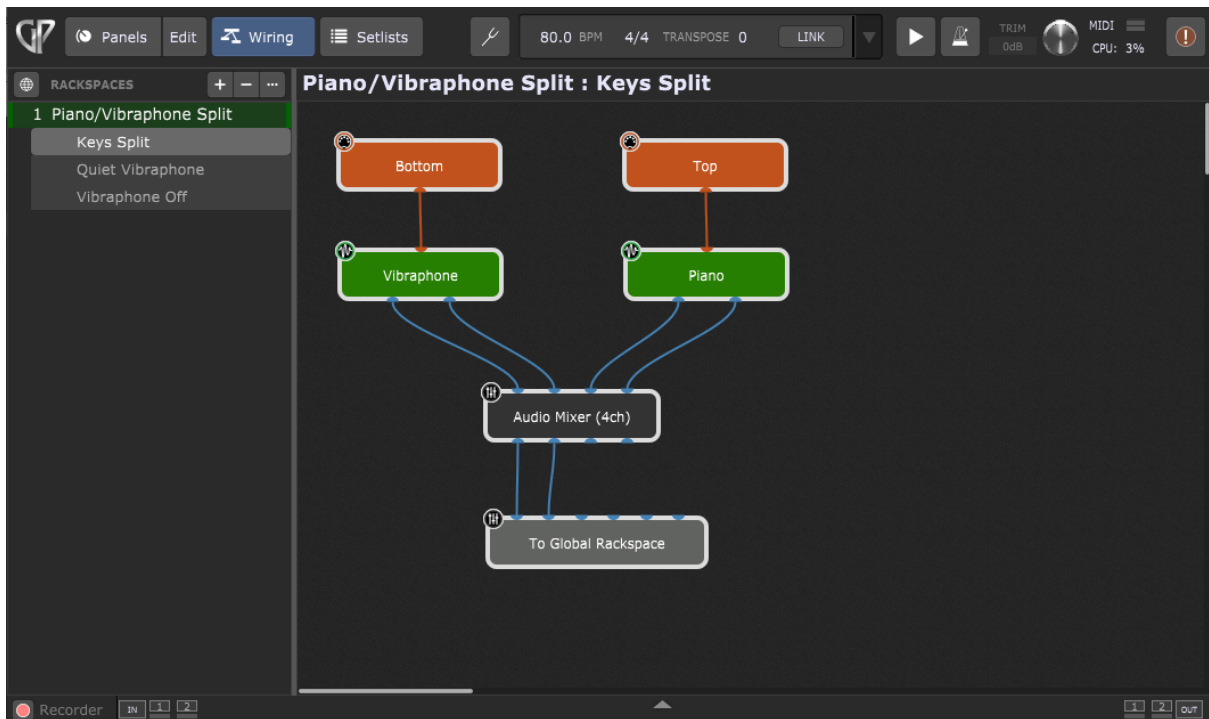 GP Panels Edit Wiring Setlists 80.0 BPM 4/4 TRANSPOSE 0 LINK TRIM 0dB MIDI CPU: 3%
RACKSPACES + − ···
Piano/Vibraphone Split : Keys Split
1 Piano/Vibraphone Split
Keys Split
Quiet Vibraphone
Vibraphone Off
Bottom Top
Vibraphone Piano
Audio Mixer (4ch)
To Global Rackspace
Recorder IN 1 2 1 2 OUT